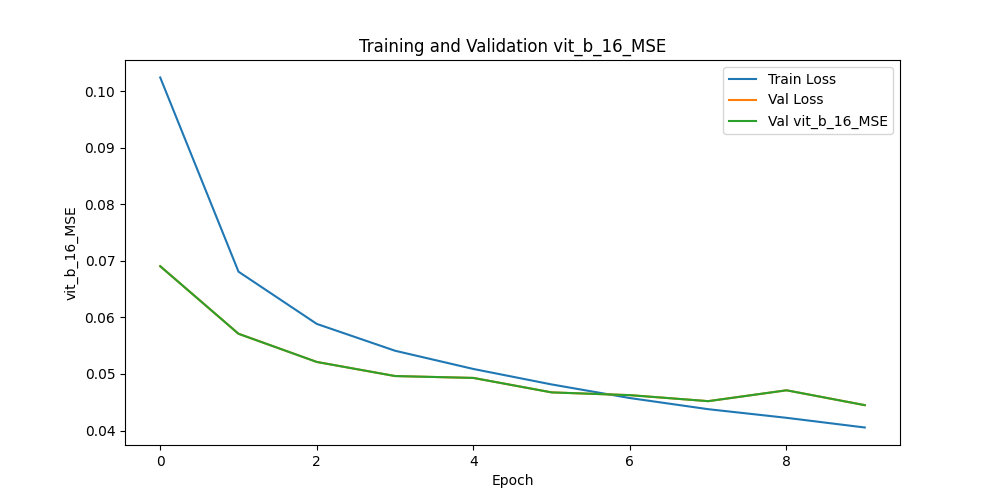 Training and Validation vit_b_16_MSE
Train Loss
Val Loss
Val vit_b_16_MSE
vit_b_16_MSE
0.10
0.09
0.08
0.07
0.06
0.05
0.04
0 2 4 6 8
Epoch